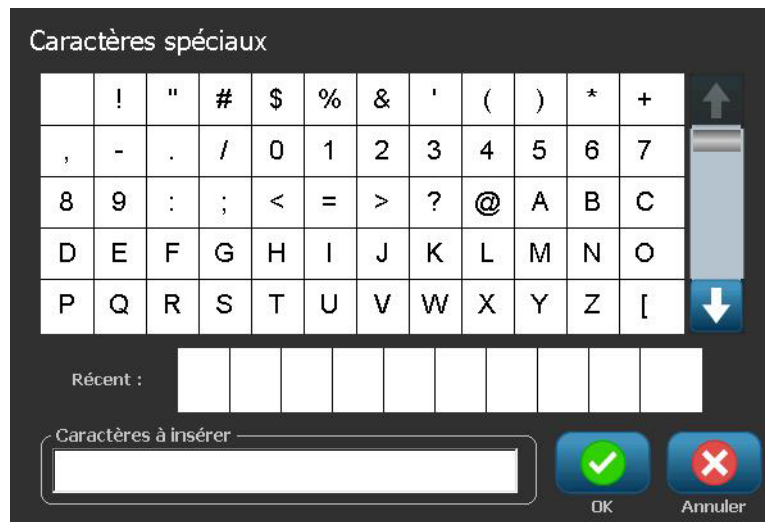 Caractères spéciaux
! " # $ % & ' ( ) * +
, - . / 0 1 2 3 4 5 6 7
8 9 : ; < = > ? @ A B C
D E F G H I J K L M N O
P Q R S T U V W X Y Z [
Récent :
Caractères à insérer
OK Annuler